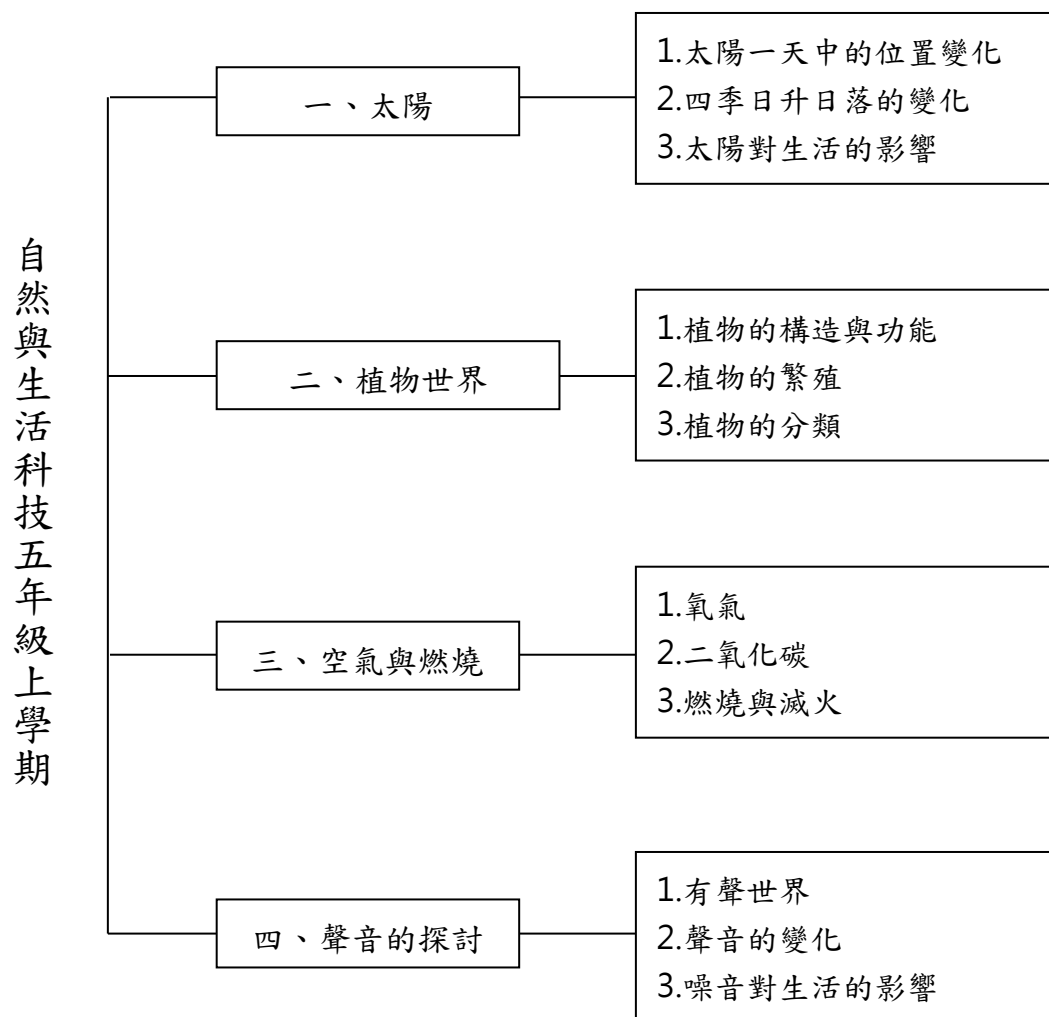 自然與生活科技五年級上學期
一、太陽
1.太陽一天中的位置變化
2.四季日升日落的變化
3.太陽對生活的影響
二、植物世界
1.植物的構造與功能
2.植物的繁殖
3.植物的分類
三、空氣與燃燒
1.氧氣
2.二氧化碳
3.燃燒與滅火
四、聲音的探討
1.有聲世界
2.聲音的變化
3.噪音對生活的影響